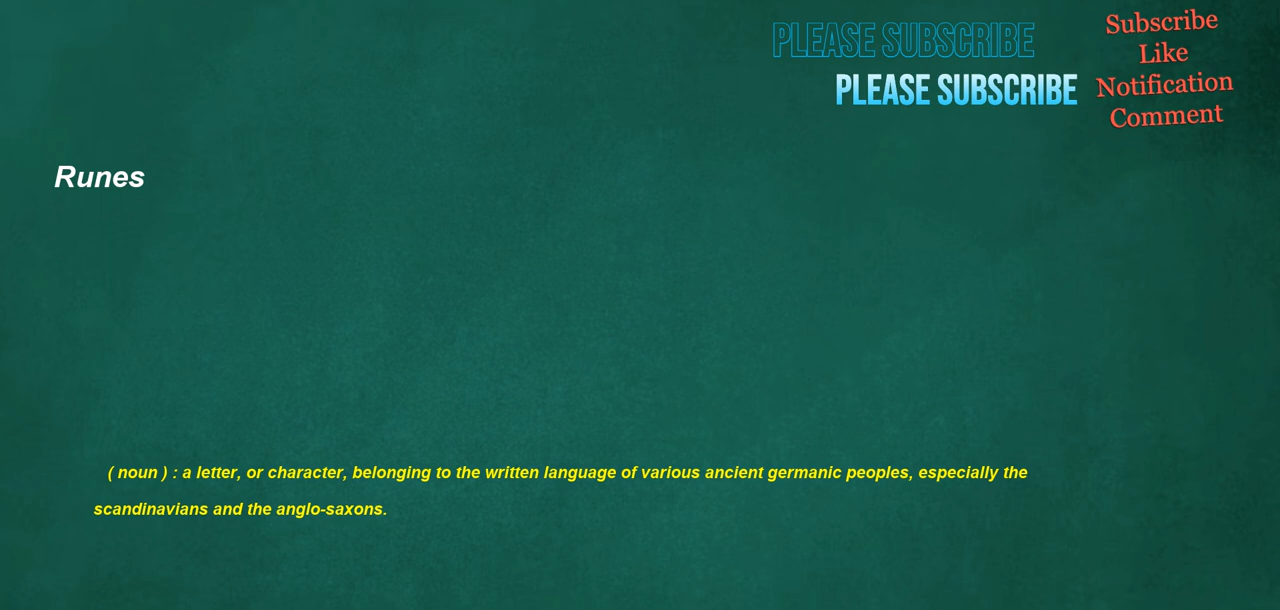 PLEASE SUBSCRIBE
PLEASE SUBSCRIBE
Subscribe
Like
Notification
Comment
Runes
( noun ) : a letter, or character, belonging to the written language of various ancient germanic peoples, especially the
scandinavians and the anglo-saxons.